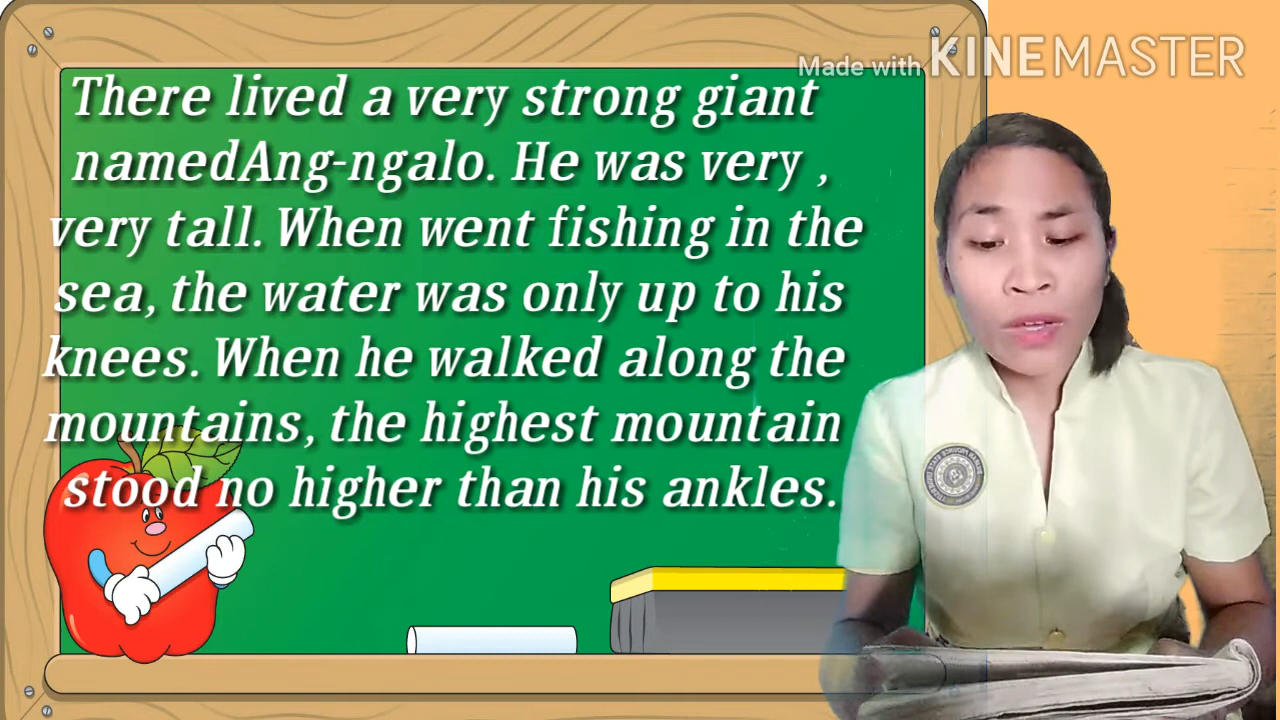 Made with KINEMASTER
There lived a very strong giant
namedAng-ngalo. He was very ,
very tall. When went fishing in the
sea, the water was only up to his
knees. When he walked along the
mountains, the highest mountain
stood no higher than his ankles.